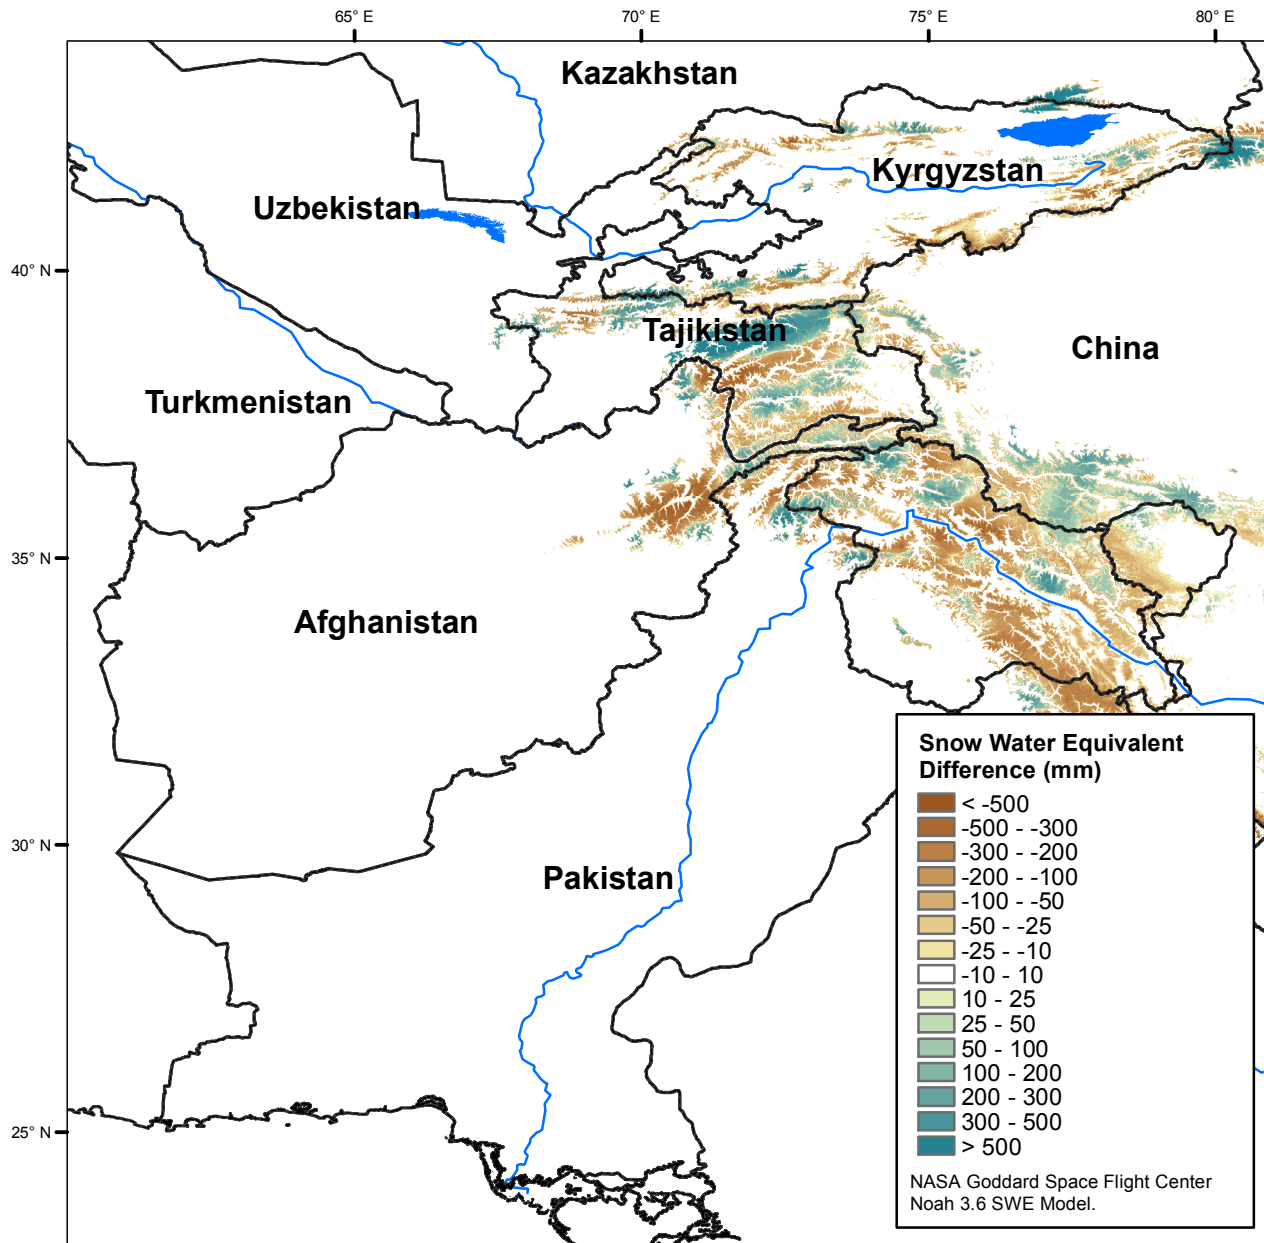 65° E
70° E
75° E
80° E
Kazakhstan
Kyrgyzstan
Uzbekistan
40° N
Tajikistan
China
Turkmenistan
35° N
Afghanistan
Snow Water Equivalent
Difference (mm)
< -500
-500 - -300
-300 - -200
-200 - -100
-100 - -50
-50 - -25
-25 - -10
-10 - 10
10 - 25
25 - 50
50 - 100
100 - 200
200 - 300
300 - 500
> 500
30° N
Pakistan
25° N
NASA Goddard Space Flight Center
Noah 3.6 SWE Model.